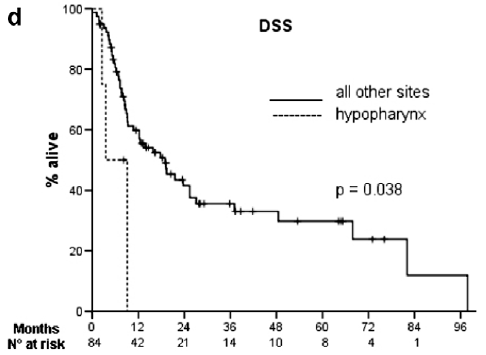 d
DSS
all other sites
hypopharynx
p = 0.038
% alive
100
80
60
40
20
0
Months 0 12 24 36 48 60 72 84 96
N° at risk 84 42 21 14 10 8 4 1